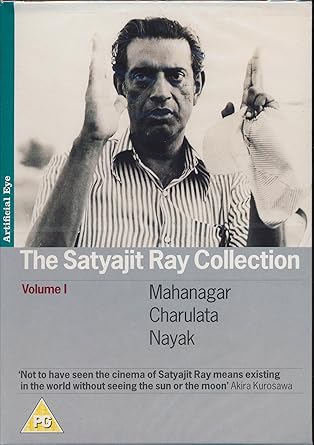 Artificial Eye
The Satyajit Ray Collection
Volume I
Mahanagar
Charulata
Nayak
‘Not to have seen the cinema of Satyajit Ray means existing
in the world without seeing the sun or the moon’ Akira Kurosawa
PG